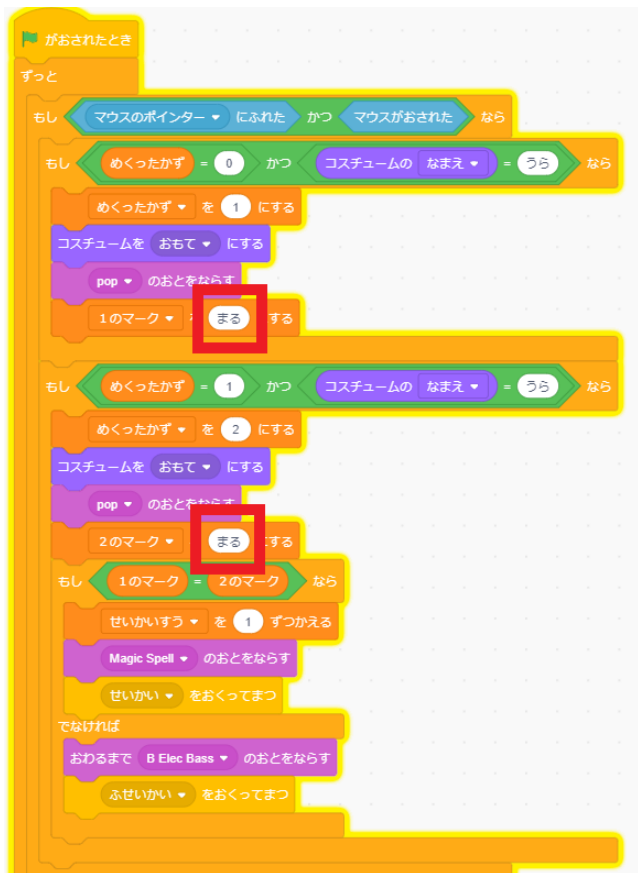 がおされたとき
ずっと
もし マウスのポインター にふれた かつ マウスがおされた なら
もし めくったかず = 0 かつ コスチュームの なまえ = うら なら
めくったかず を 1 にする
コスチュームを おもて にする
pop のおとをならす
1のマーク まる する
もし めくったかず = 1 かつ コスチュームの なまえ = うら なら
めくったかず を 2 にする
コスチュームを おもて にする
pop のおとをならす
2のマーク まる する
もし 1のマーク = 2のマーク なら
せいかいすう を 1 ずつかえる
Magic Spell のおとをならす
せいかい をおくってまつ
でなければ
おわるまで B Elec Bass のおとをならす
ふせいかい をおくってまつ